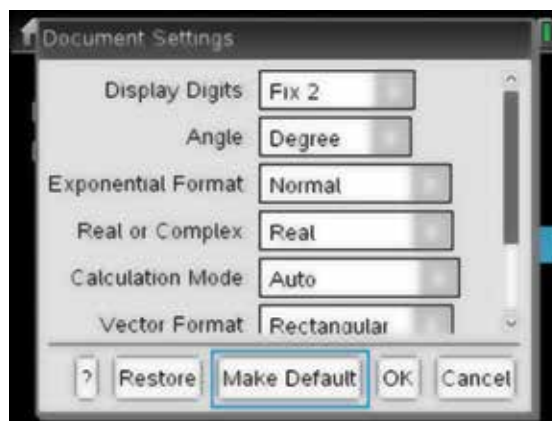 Document Settings
Display Digits Fix 2
Angle Degree
Exponential Format Normal
Real or Complex Real
Calculation Mode Auto
Vector Format Rectangular
? Restore Make Default OK Cancel